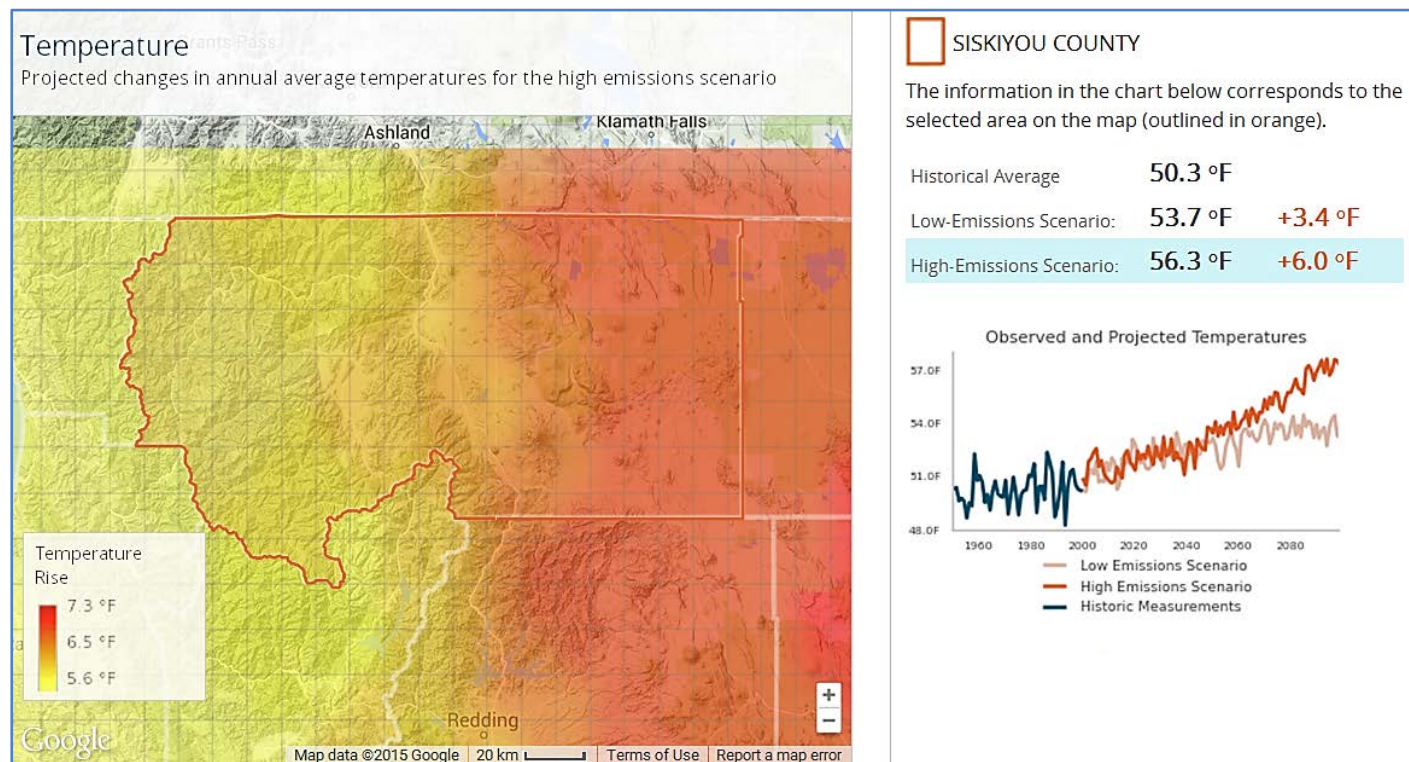 Temperature
Grants Pass
Projected changes in annual average temperatures for the high emissions scenario
Ashland
Klamath Falls
Temperature
Rise
7.3 °F
6.5 °F
5.6 °F
Redding
Google
Map data ©2015 Google
20 km
Terms of Use
Report a map error
+
−
SISKIYOU COUNTY
The information in the chart below corresponds to the
selected area on the map (outlined in orange).
Historical Average 50.3 °F
Low-Emissions Scenario: 53.7 °F +3.4 °F
High-Emissions Scenario: 56.3 °F +6.0 °F
Observed and Projected Temperatures
57.0F
54.0F
51.0F
48.0F
1960 1980 2000 2020 2040 2060 2080
Low Emissions Scenario
High Emissions Scenario
Historic Measurements